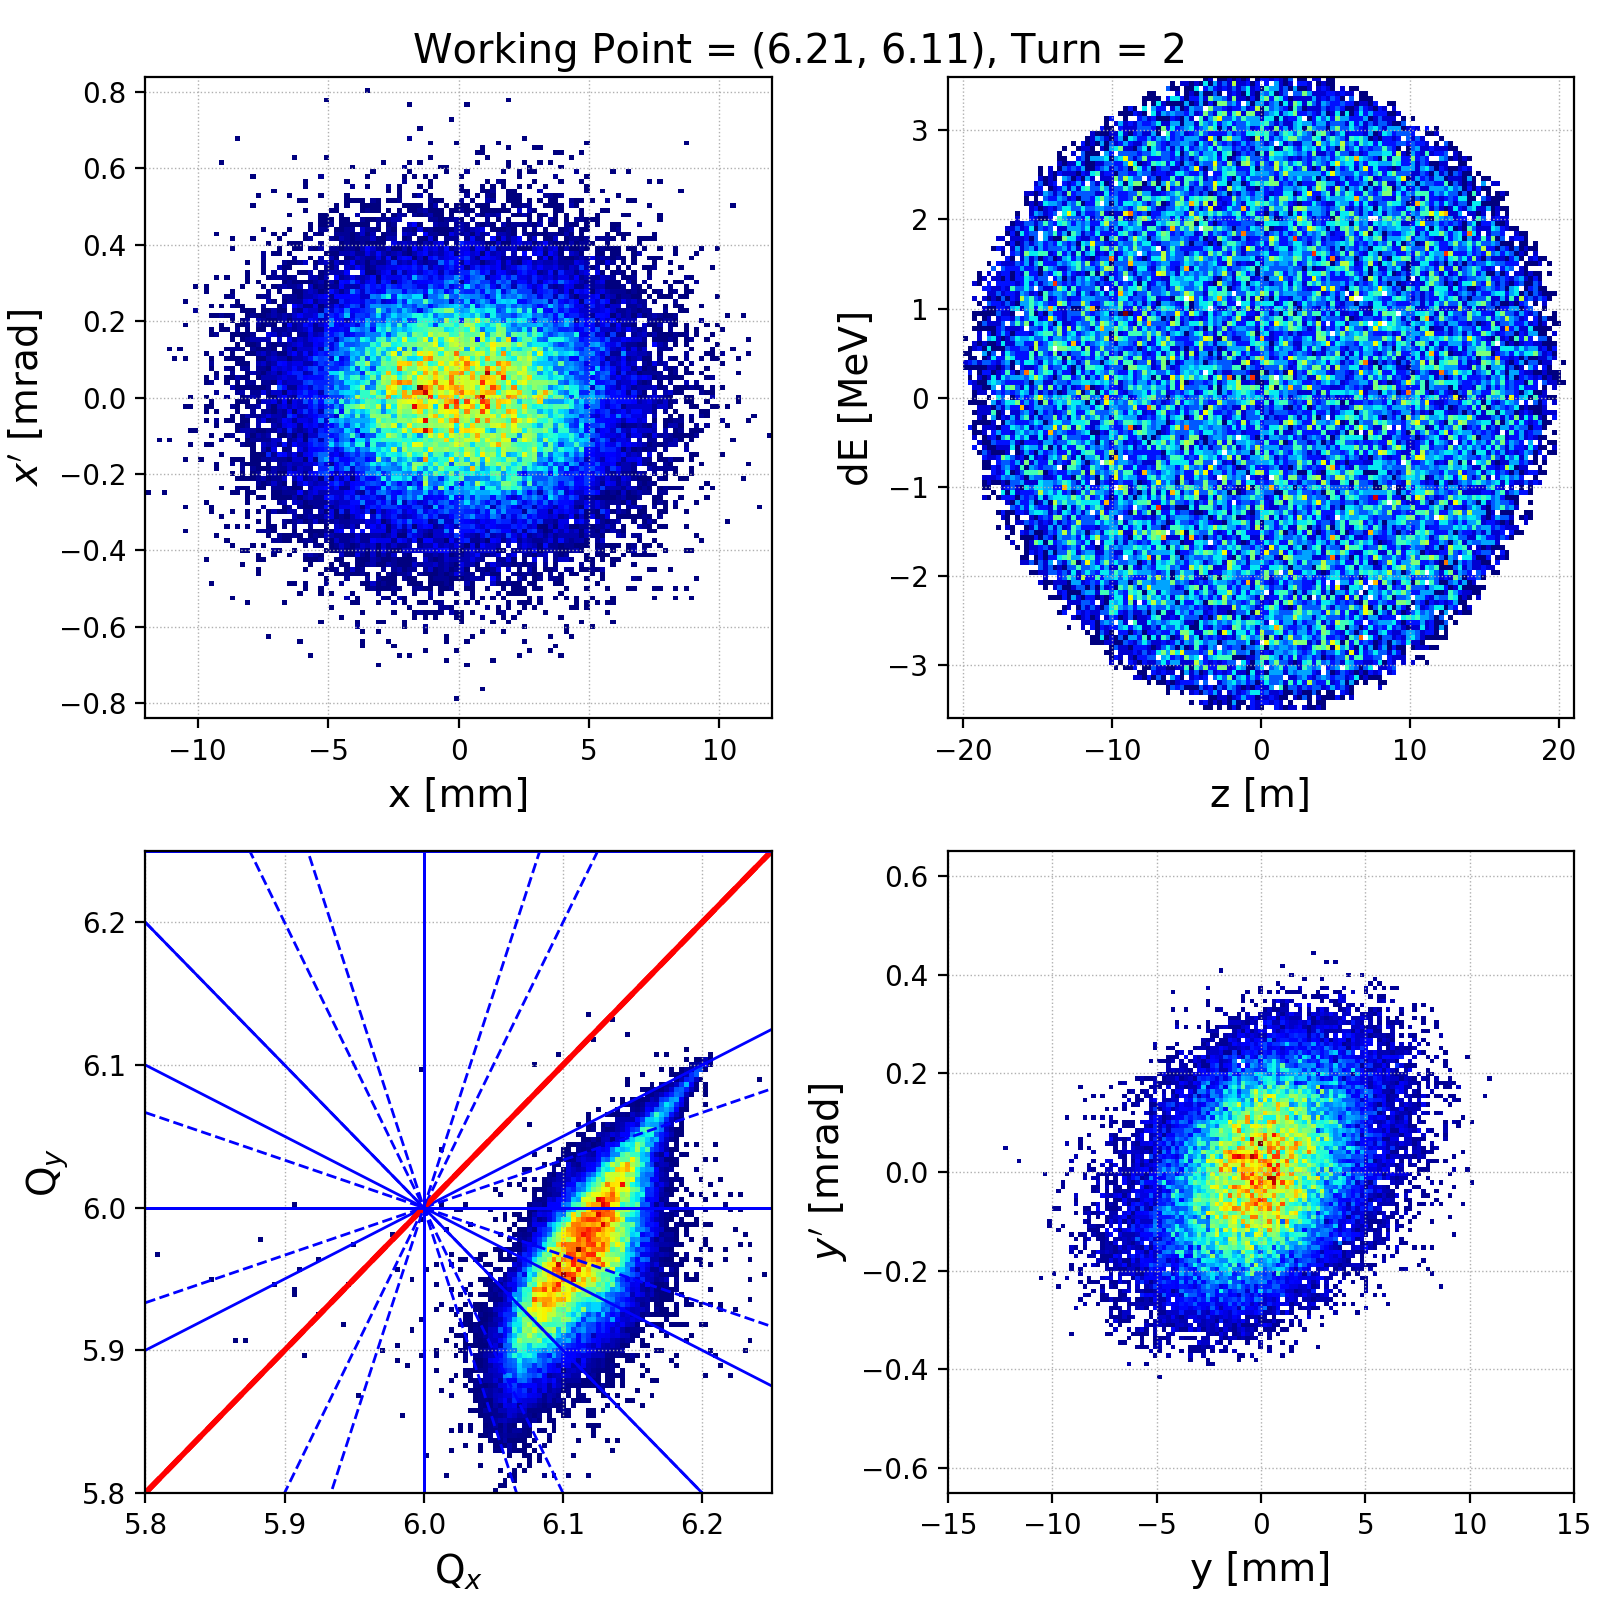 Working Point = (6.21, 6.11), Turn = 2
0.8
0.6
0.4
0.2
0.0
−0.2
−0.4
−0.6
−0.8
x′ [mrad]
−10 −5 0 5 10
x [mm]
3
2
1
0
−1
−2
−3
dE [MeV]
−20 −10 0 10 20
z [m]
6.2
6.1
6.0
5.9
5.8
Qy
5.8 5.9 6.0 6.1 6.2
Qx
0.6
0.4
0.2
0.0
−0.2
−0.4
−0.6
y′ [mrad]
−15 −10 −5 0 5 10 15
y [mm]